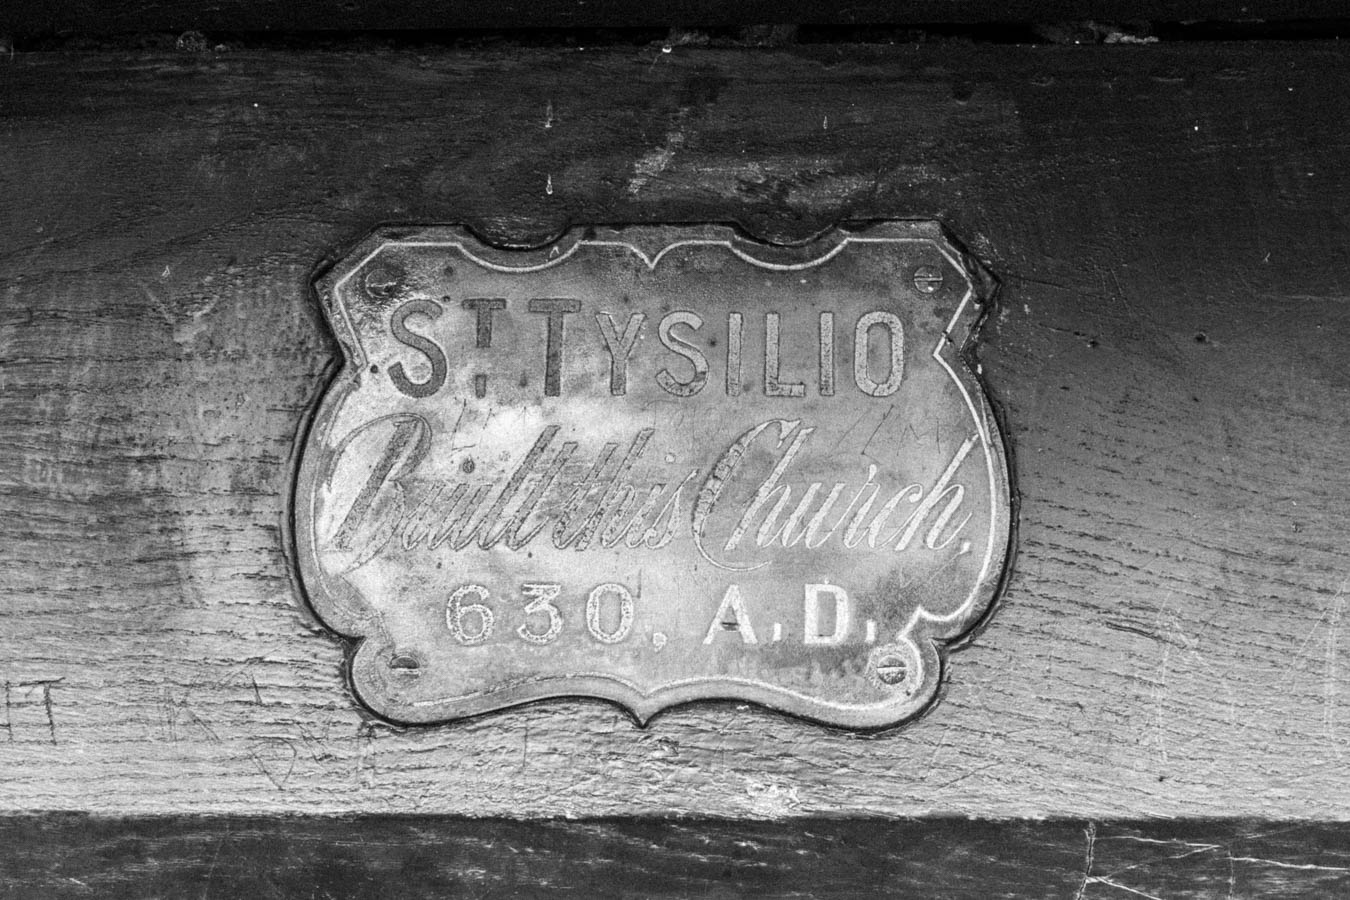 ST. TYSILIO
Built this Church,
630, A.D.